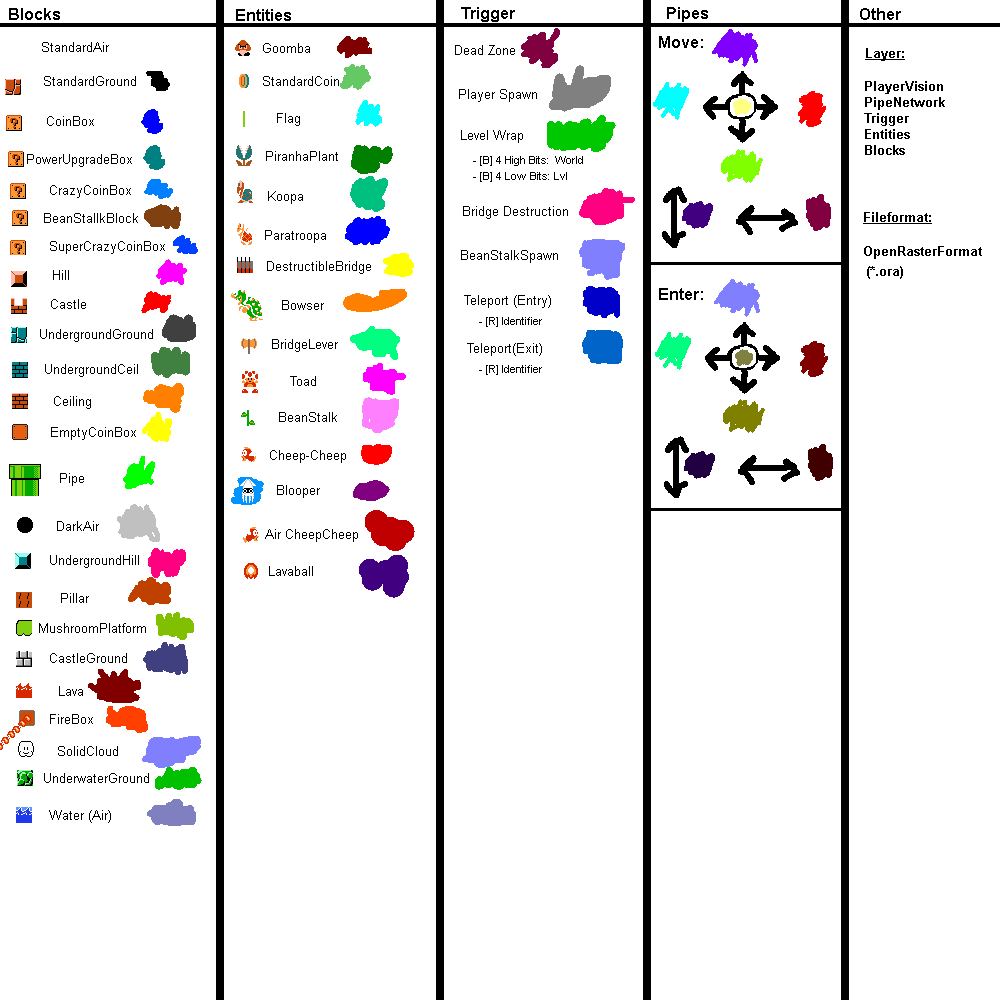 Blocks
StandardAir
StandardGround
CoinBox
PowerUpgradeBox
CrazyCoinBox
BeanStallkBlock
SuperCrazyCoinBox
Hill
Castle
UndergroundGround
UndergroundCeil
Ceiling
EmptyCoinBox
Pipe
DarkAir
UndergroundHill
Pillar
MushroomPlatform
CastleGround
Lava
FireBox
SolidCloud
UnderwaterGround
Water (Air)
Entities
Goomba
StandardCoin
Flag
PiranhaPlant
Koopa
Paratroopa
DestructibleBridge
Bowser
BridgeLever
Toad
BeanStalk
Cheep-Cheep
Blooper
Air CheepCheep
Lavaball
Trigger
Dead Zone
Player Spawn
Level Wrap
- [B] 4 High Bits: World
- [B] 4 Low Bits: Lvl
Bridge Destruction
BeanStalkSpawn
Teleport (Entry)
- [R] Identifier
Teleport(Exit)
- [R] Identifier
Pipes
Move:
Enter:
Other
Layer:
PlayerVision
PipeNetwork
Trigger
Entities
Blocks
Fileformat:
OpenRasterFormat
(*.ora)